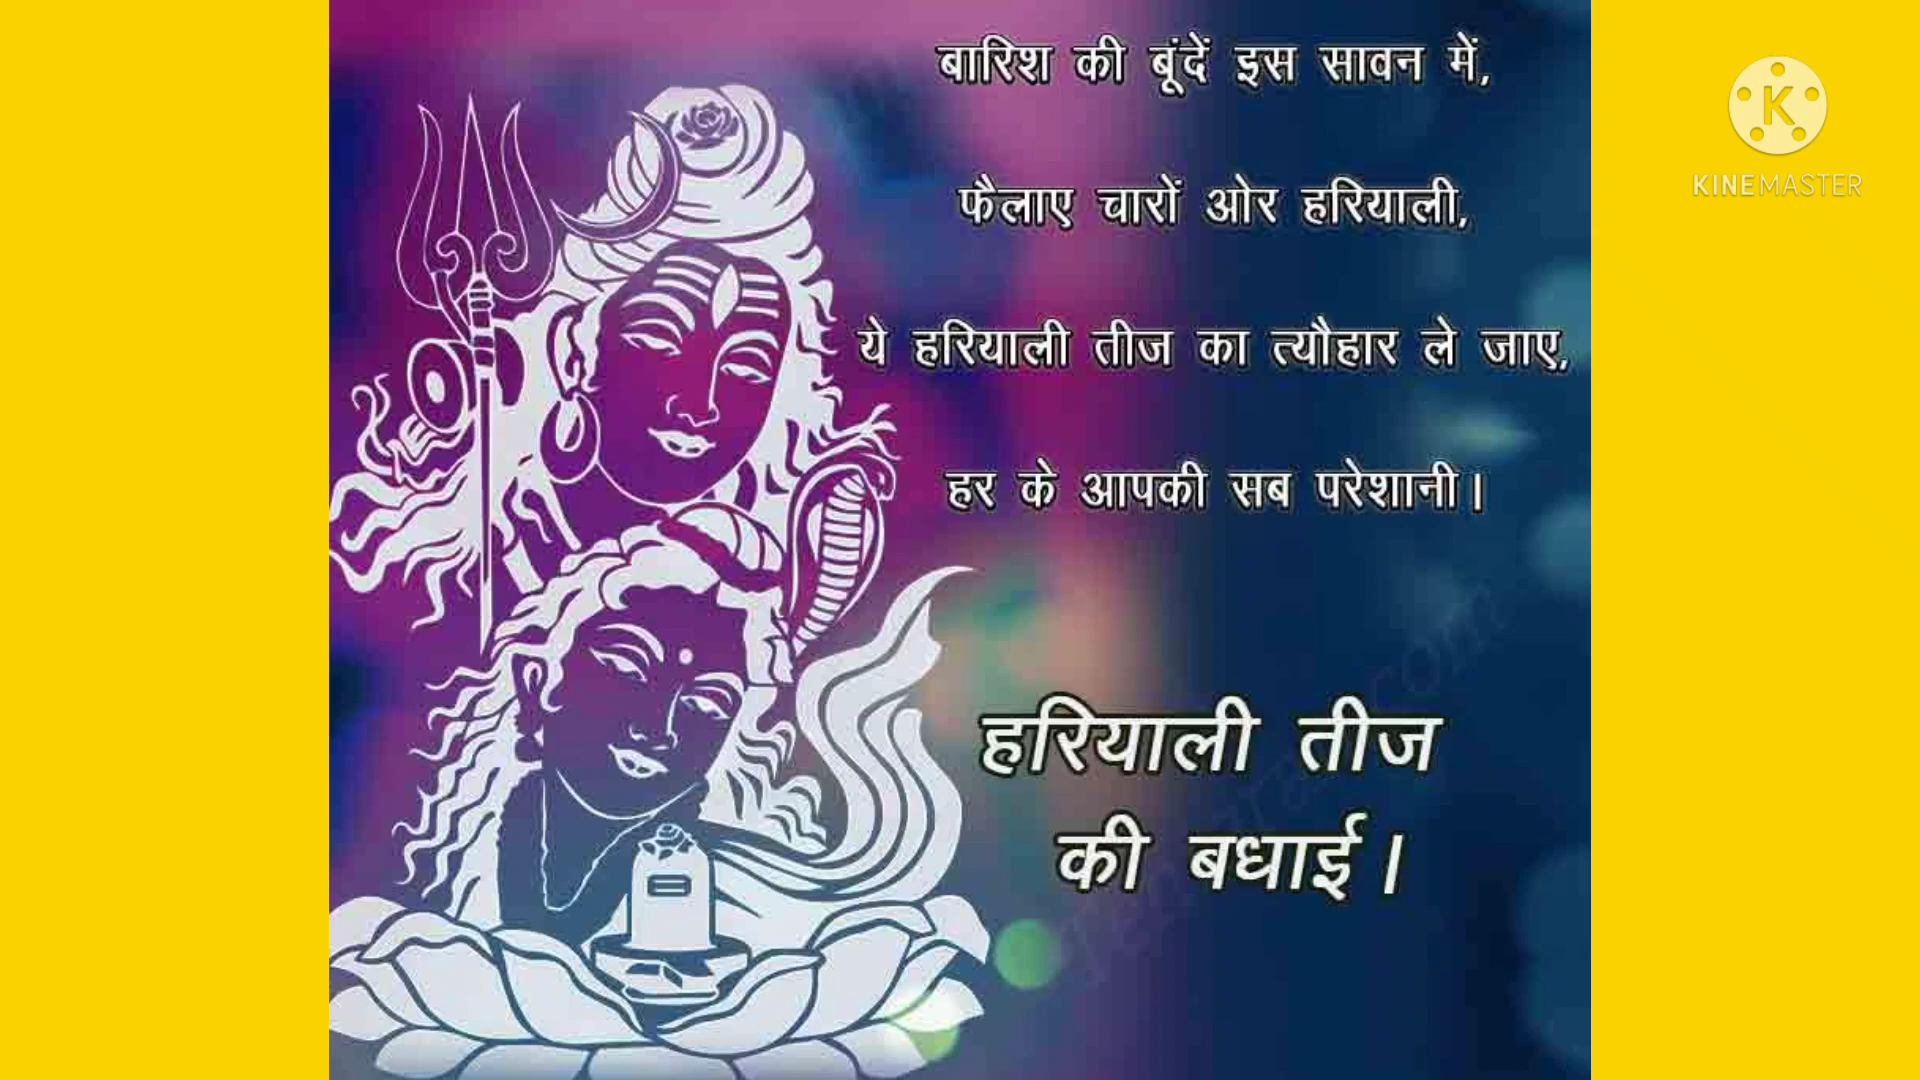 बारिश की बूंदें इस सावन में,
फैलाए चारों ओर हरियाली,
ये हरियाली तीज का त्यौहार ले जाए,
हर के आपकी सब परेशानी।
हरियाली तीज
की बधाई।
K
KINEMASTER